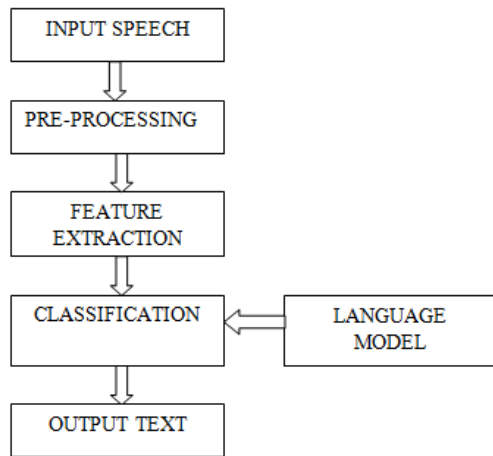 INPUT SPEECH
PRE-PROCESSING
FEATURE
EXTRACTION
CLASSIFICATION
LANGUAGE
MODEL
OUTPUT TEXT